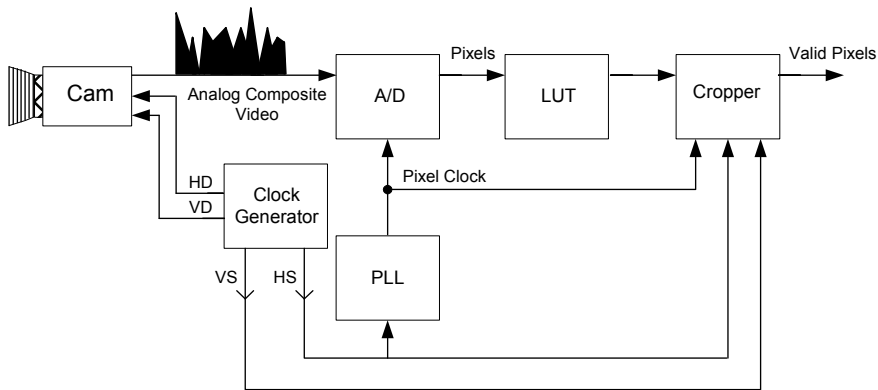 Cam
Analog Composite
Video
A/D
Pixels
LUT
Cropper
Valid Pixels
HD
VD
Clock
Generator
Pixel Clock
VS
HS
PLL